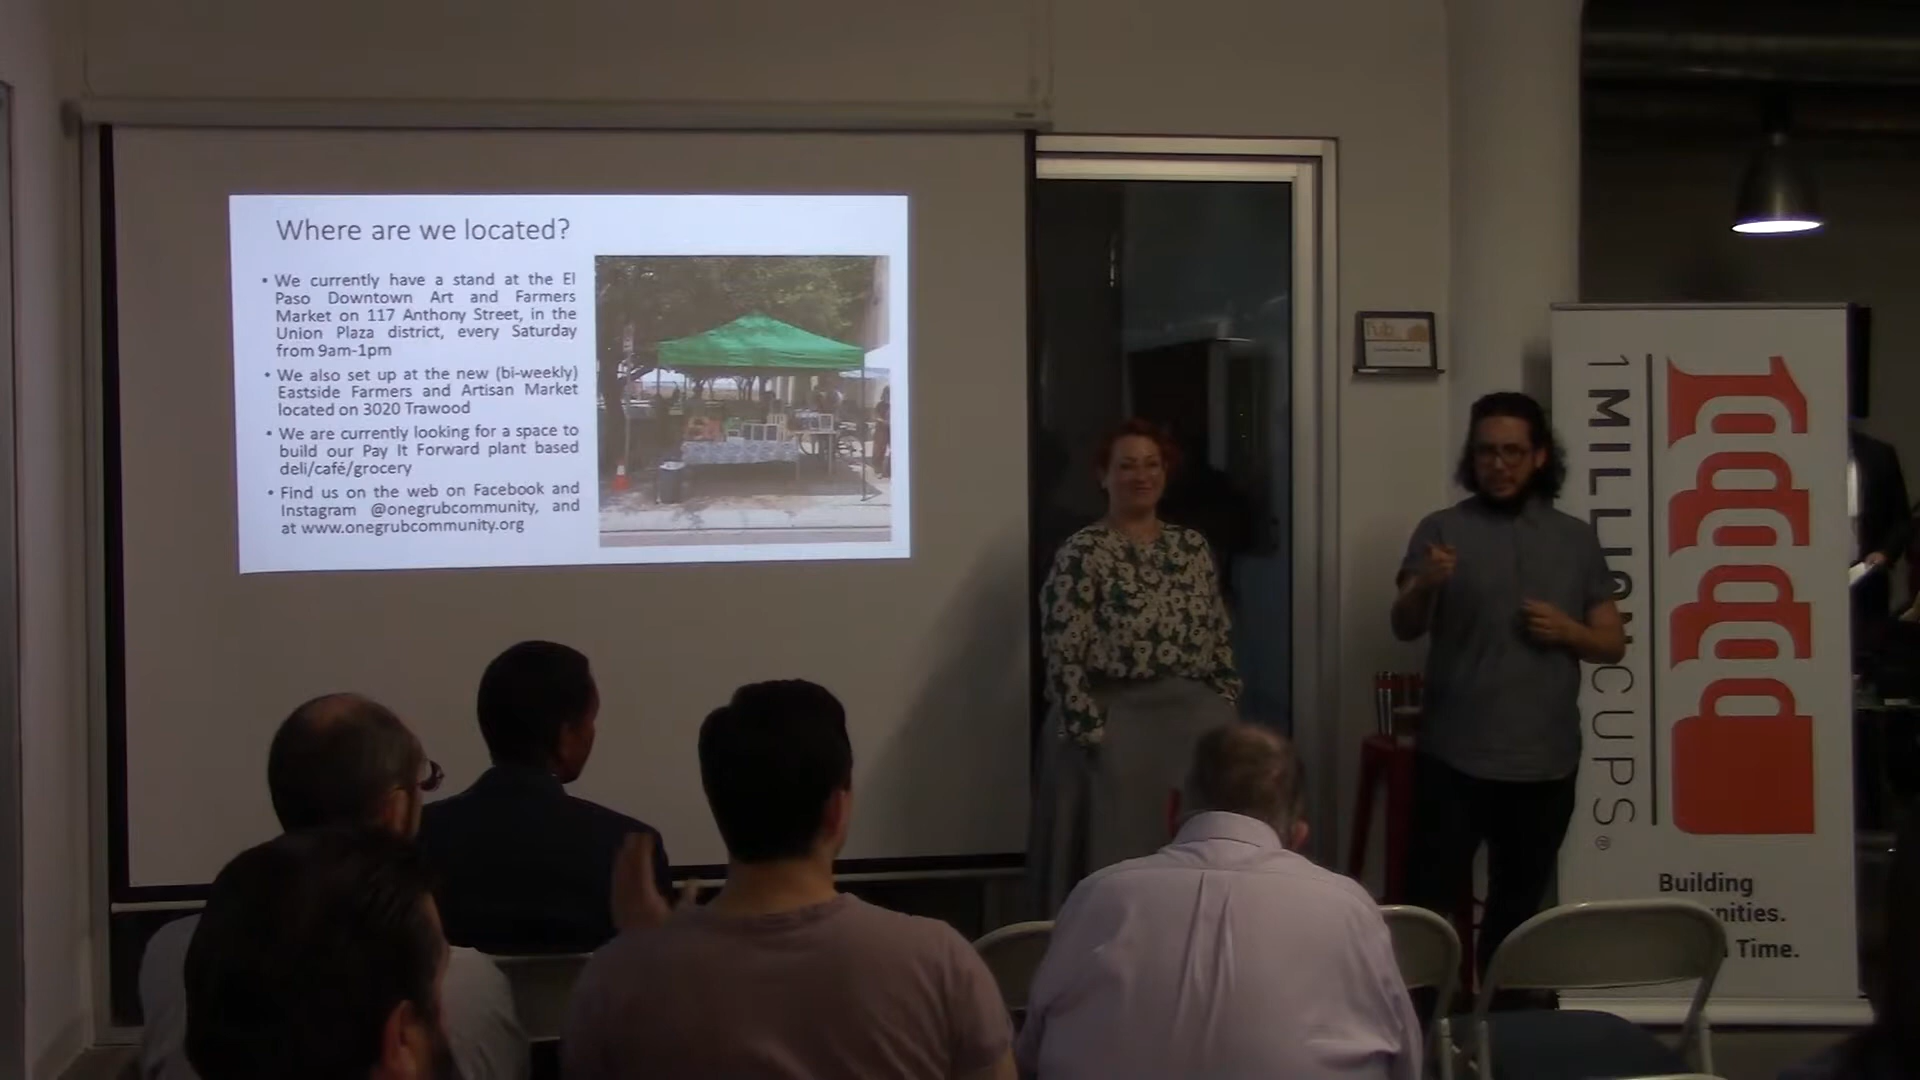 Where are we located?
• We currently have a stand at the El
Paso Downtown Art and Farmers
Market on 117 Anthony Street, in the
Union Plaza district, every Saturday
from 9am-1pm
• We also set up at the new (bi-weekly)
Eastside Farmers and Artisan Market
located on 3020 Trawood
• We are currently looking for a space to
build our Pay It Forward plant based
deli/café/grocery
• Find us on the web on Facebook and
Instagram @onegrubcommunity, and
at www.onegrubcommunity.org
hub
1 MILLION CUPS®
Building
nities.
Time.